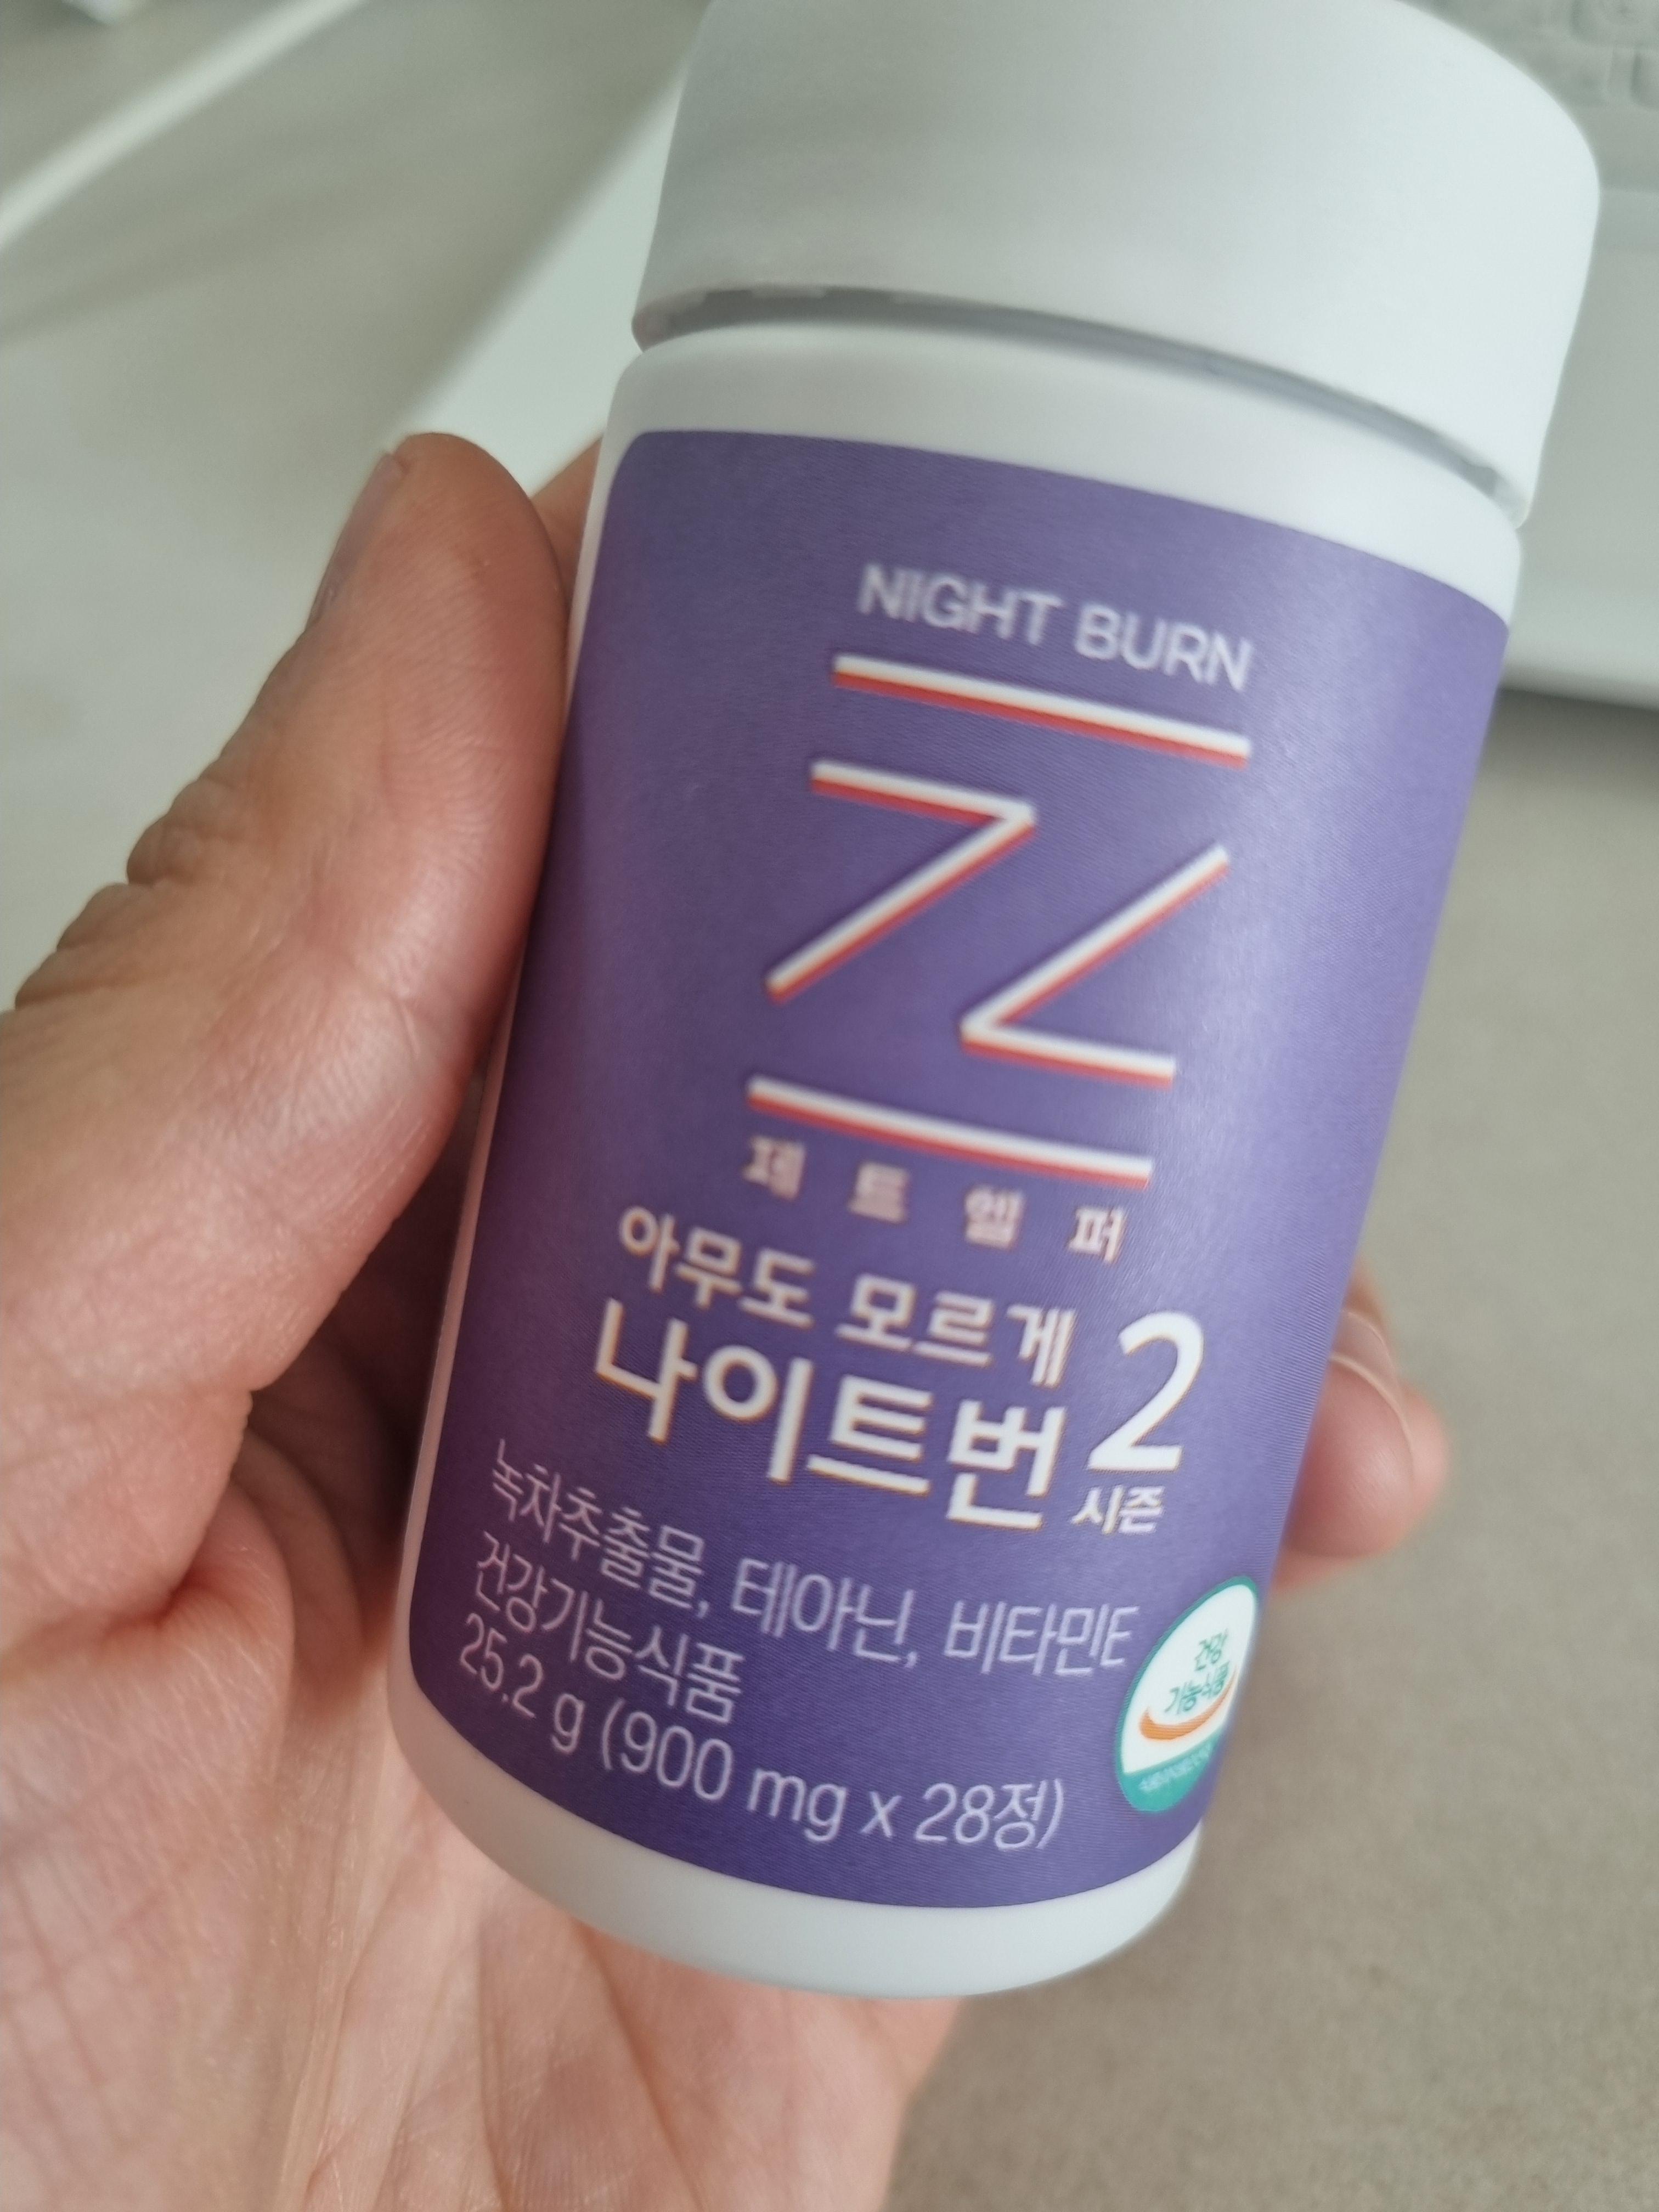 NIGHT BURN
Z
제트헬퍼
아무도 모르게
나이트번 2
시즌
녹차추출물, 테아닌, 비타민E
건강기능식품
25.2 g (900 mg x 28정)
건강
기능식품